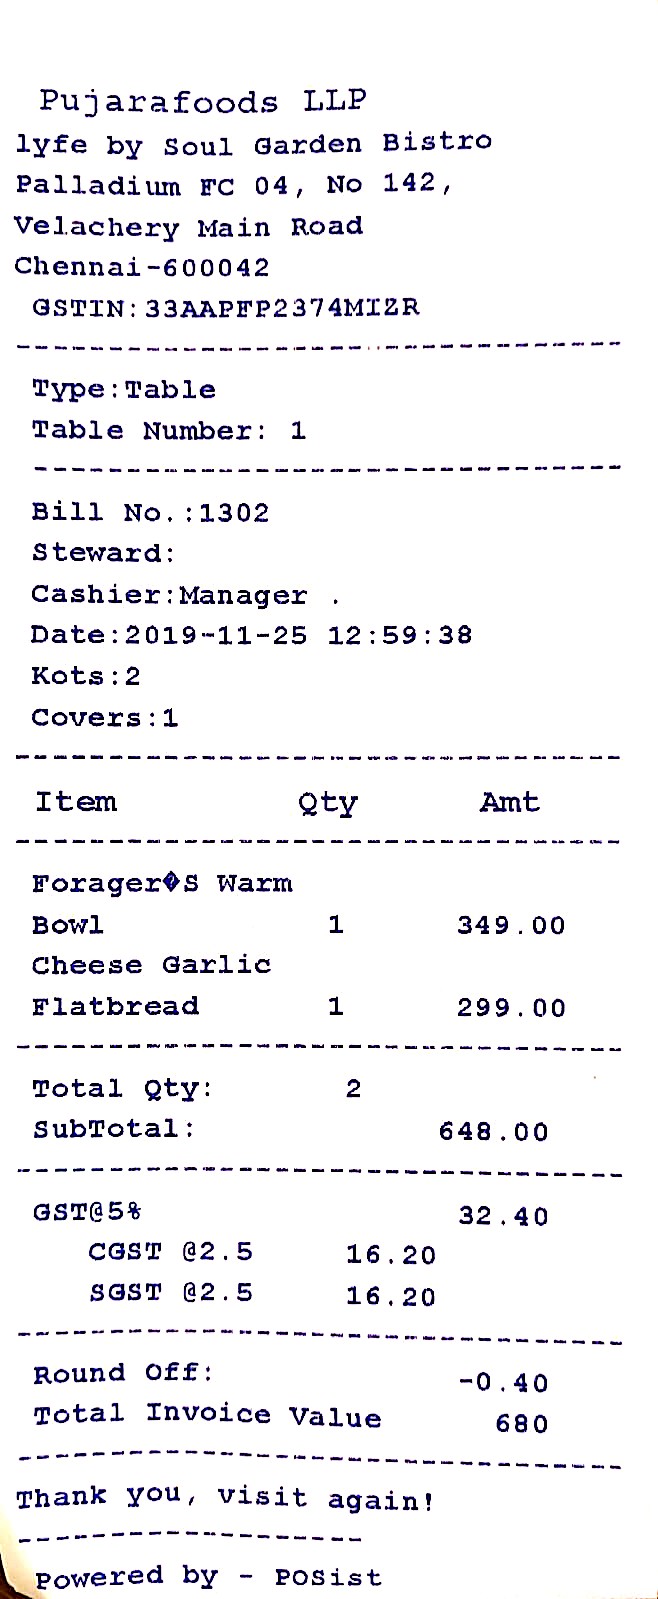 Pujarafoods LLP
lyfe by Soul Garden Bistro
Palladium FC 04, No 142,
Velachery Main Road
Chennai-600042
GSTIN:33AAPFP2374M1ZR
Type:Table
Table Number: 1
Bill No.:1302
Steward:
Cashier:Manager .
Date:2019-11-25 12:59:38
Kots:2
Covers:1
Item Qty Amt
Forager�S Warm
Bowl 1 349.00
Cheese Garlic
Flatbread 1 299.00
Total Qty: 2
SubTotal: 648.00
GST@5% 32.40
CGST @2.5 16.20
SGST @2.5 16.20
Round Off: -0.40
Total Invoice Value 680
Thank you, visit again!
Powered by - POSist